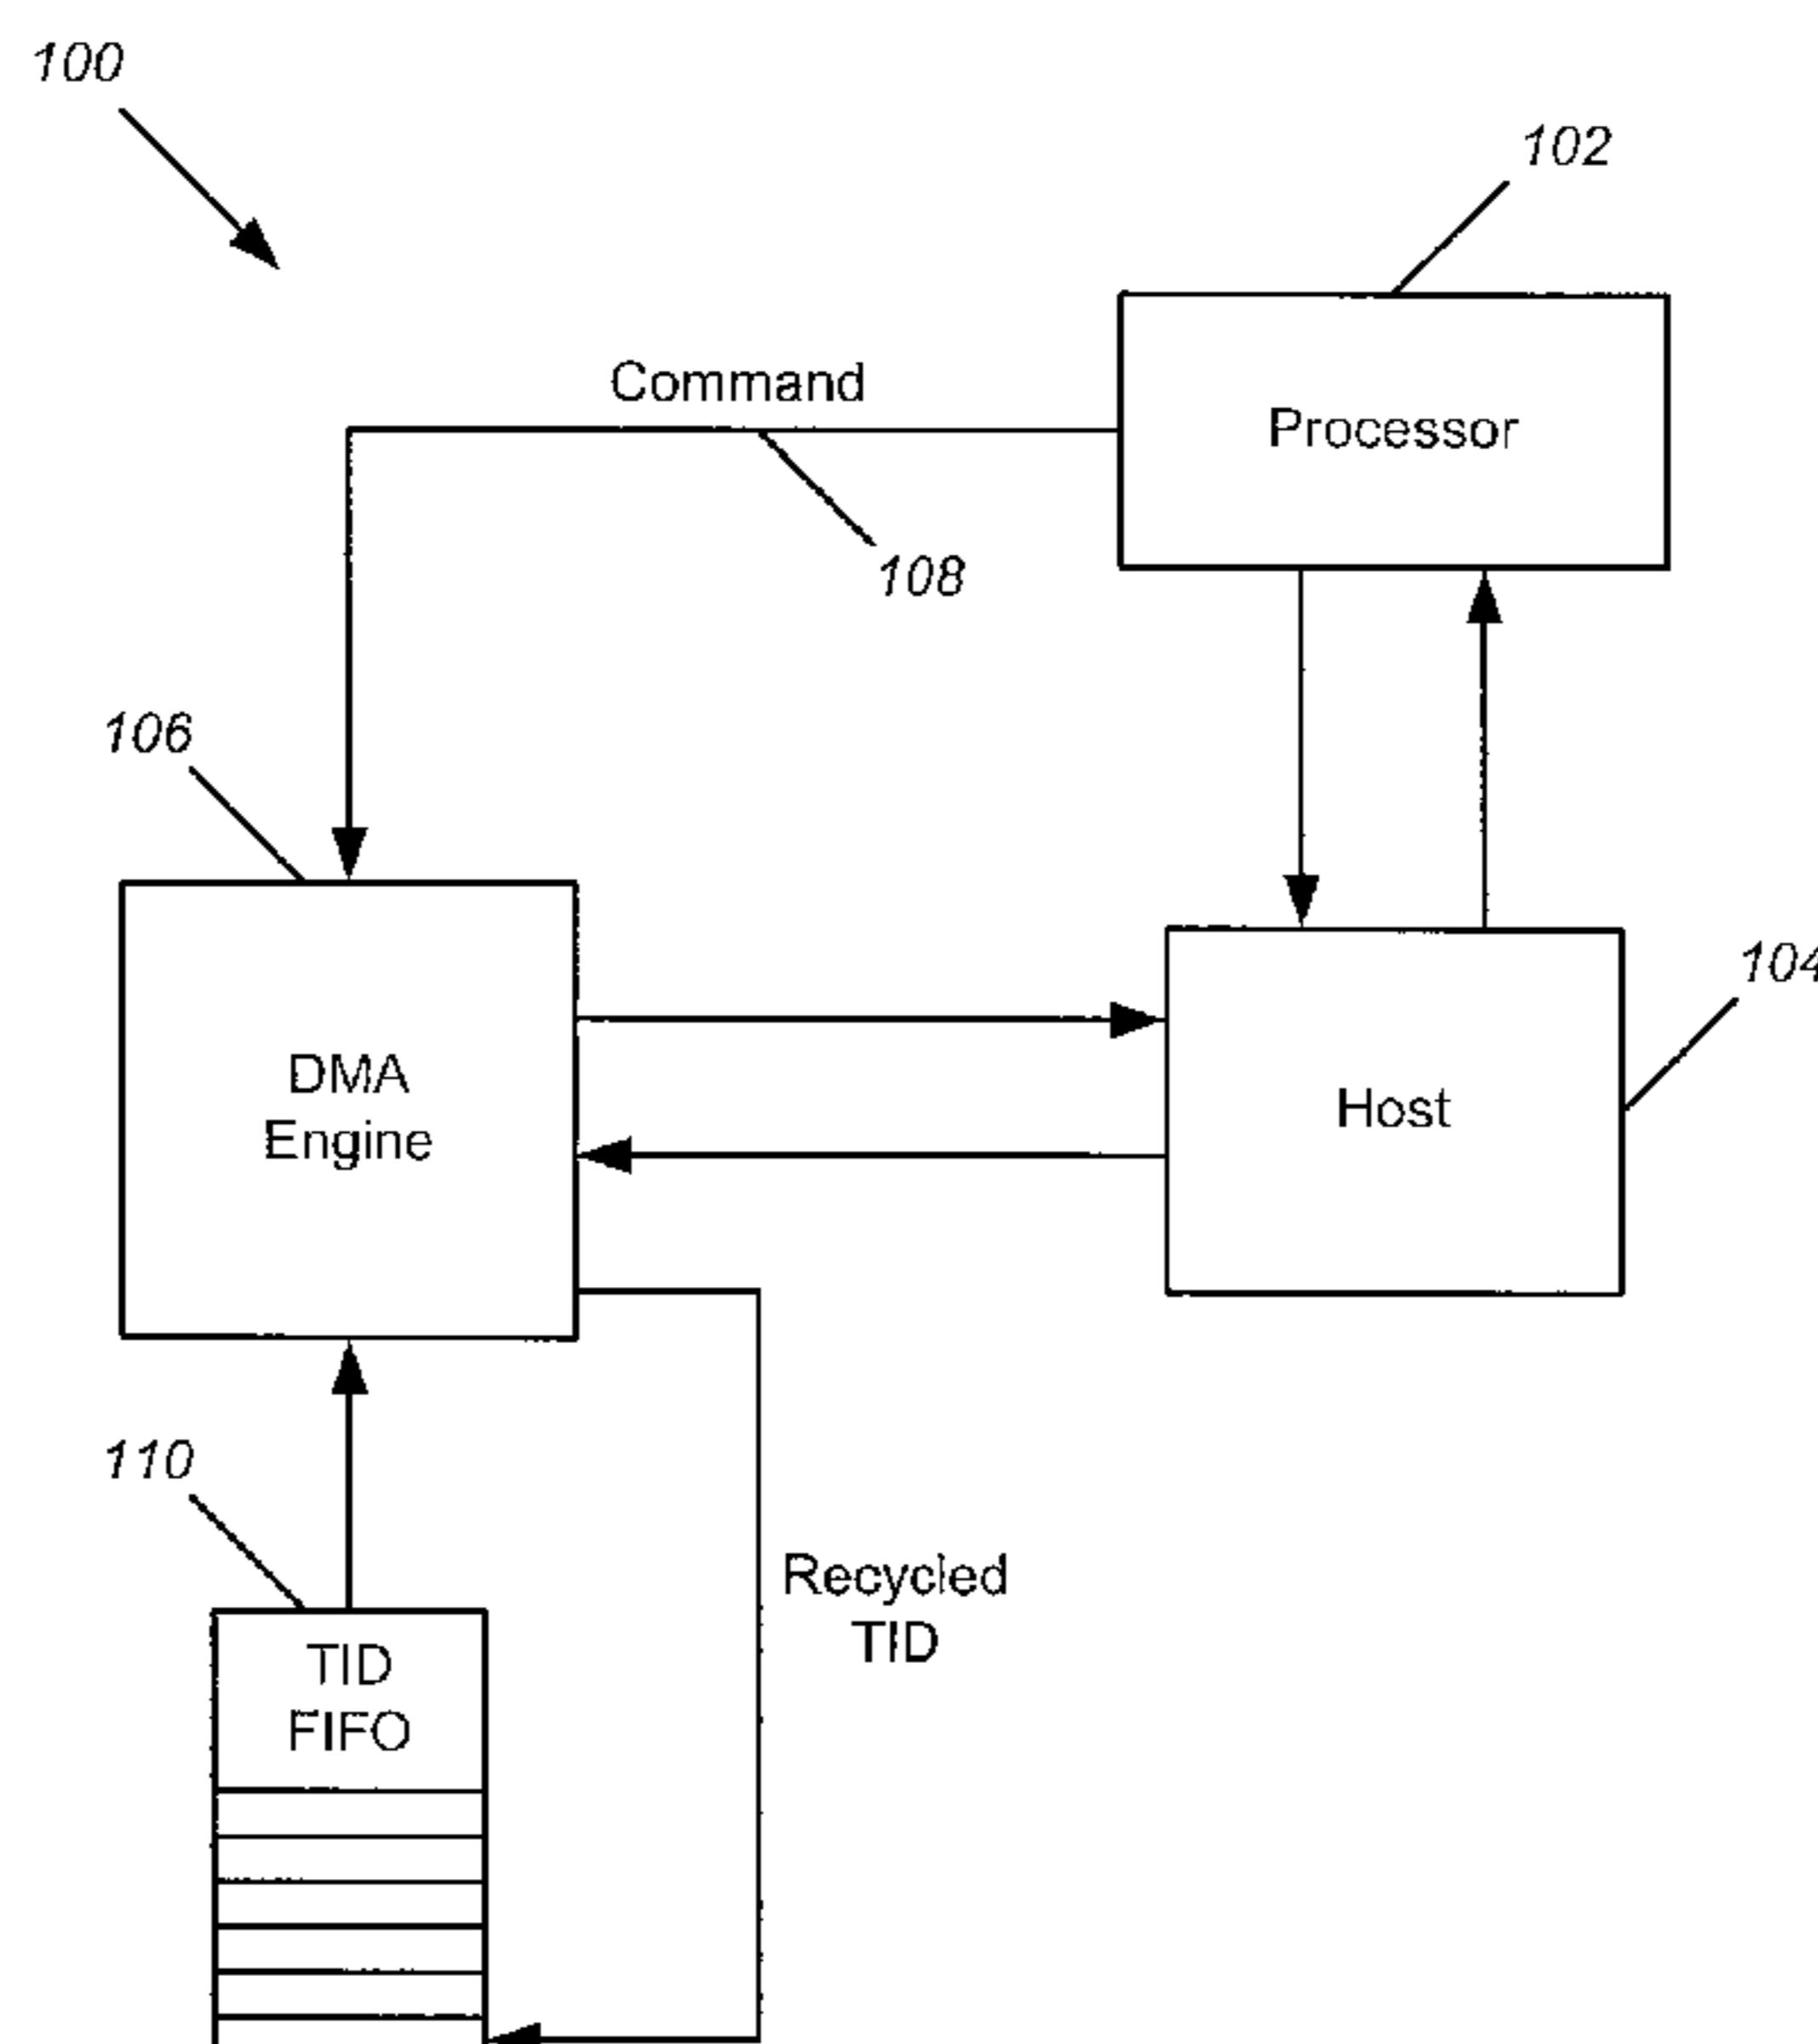 100
102
Command
Processor
108
106
104
DMA
Engine
Host
110
Recycled
TID
TID
FIFO